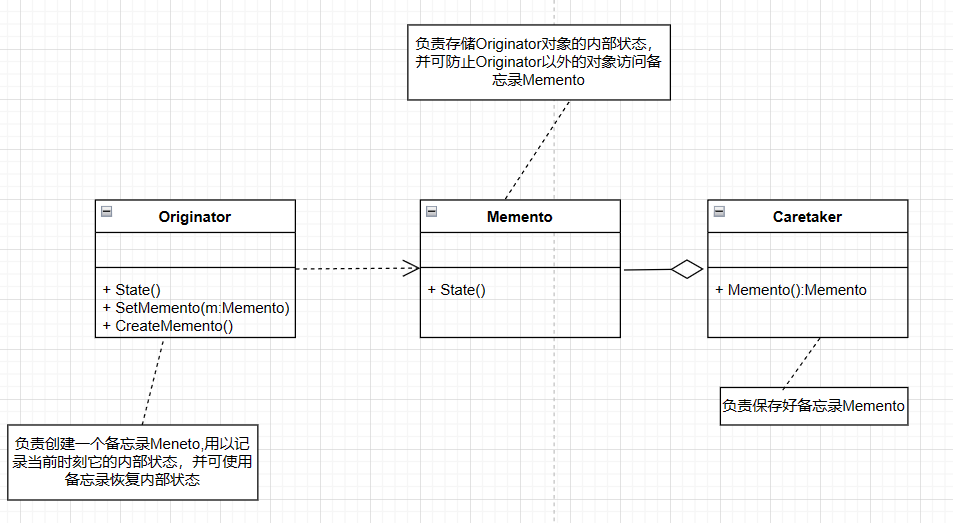 负责存储Originator对象的内部状态，
并可防止Originator以外的对象访问备
忘录Memento
Originator
+ State()
+ SetMemento(m:Memento)
+ CreateMemento()
Memento
+ State()
Caretaker
+ Memento():Memento
负责保存好备忘录Memento
负责创建一个备忘录Meneto,用以记
录当前时刻它的内部状态，并可使用
备忘录恢复内部状态